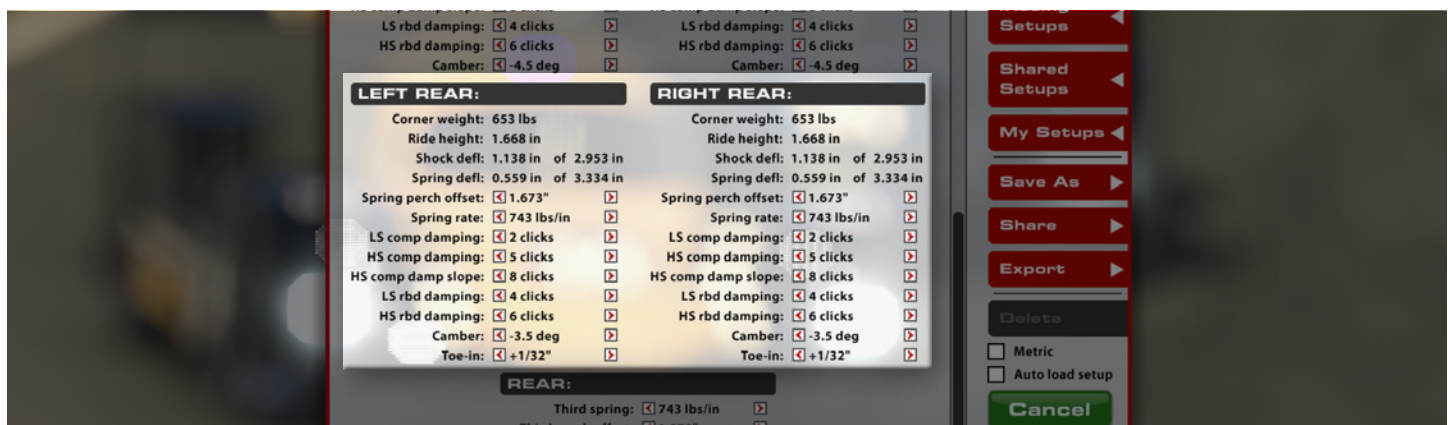 LS rbd damping: 4 clicks
HS rbd damping: 6 clicks
Camber: -4.5 deg
LS rbd damping: 4 clicks
HS rbd damping: 6 clicks
Camber: -4.5 deg
LEFT REAR:
Corner weight: 653 lbs
Ride height: 1.668 in
Shock defl: 1.138 in of 2.953 in
Spring defl: 0.559 in of 3.334 in
Spring perch offset: 1.673"
Spring rate: 743 lbs/in
LS comp damping: 2 clicks
HS comp damping: 5 clicks
HS comp damp slope: 8 clicks
LS rbd damping: 4 clicks
HS rbd damping: 6 clicks
Camber: -3.5 deg
Toe-in: +1/32"
RIGHT REAR:
Corner weight: 653 lbs
Ride height: 1.668 in
Shock defl: 1.138 in of 2.953 in
Spring defl: 0.559 in of 3.334 in
Spring perch offset: 1.673"
Spring rate: 743 lbs/in
LS comp damping: 2 clicks
HS comp damping: 5 clicks
HS comp damp slope: 8 clicks
LS rbd damping: 4 clicks
HS rbd damping: 6 clicks
Camber: -3.5 deg
Toe-in: +1/32"
REAR:
Third spring: 743 lbs/in
Setups
Shared
Setups
My Setups
Save As
Share
Export
Delete
Metric
Auto load setup
Cancel